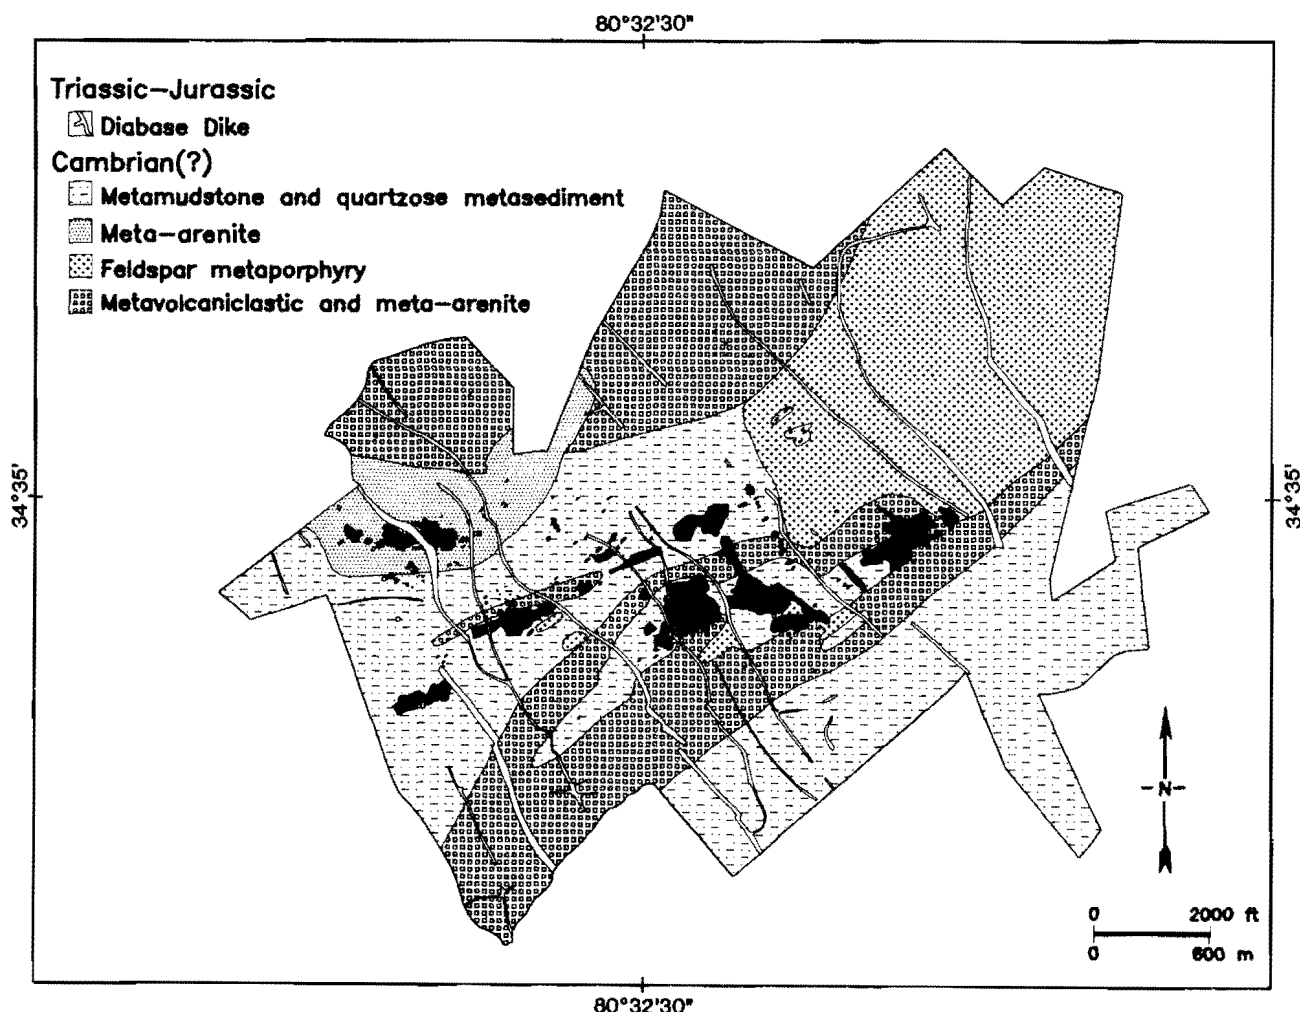 80°32'30"
Triassic-Jurassic
Diabase Dike
Cambrian(?)
Metamudstone and quartzose metasediment
Meta-arenite
Feldspar metaporphyry
Metavolcaniclastic and meta-arenite
34°35'
34°35'
N
0 2000 ft
0 600 m
80°32'30"